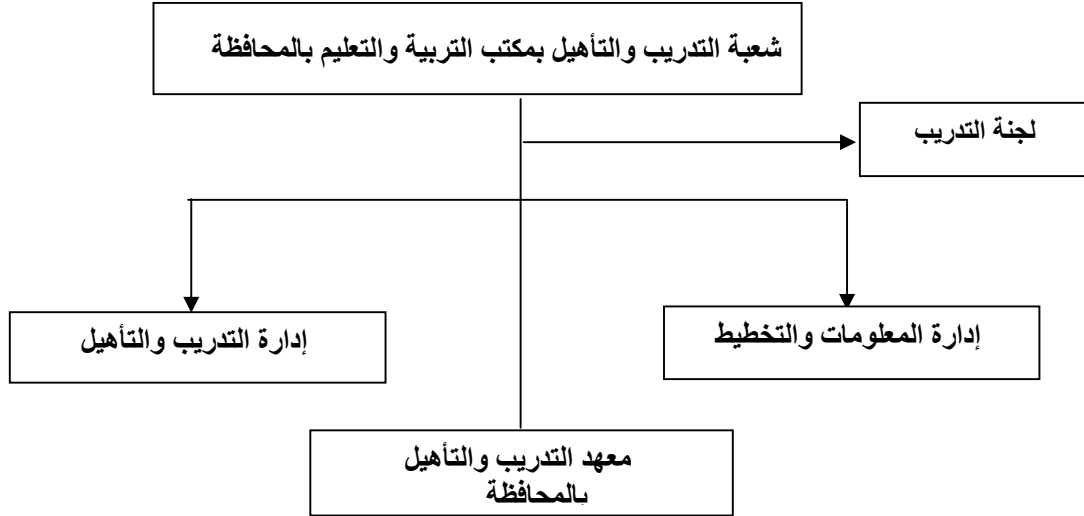 شعبة التدريب والتأهيل بمكتب التربية والتعليم بالمحافظة
لجنة التدريب
إدارة المعلومات والتخطيط
إدارة التدريب والتأهيل
معهد التدريب والتأهيل
بالمحافظة